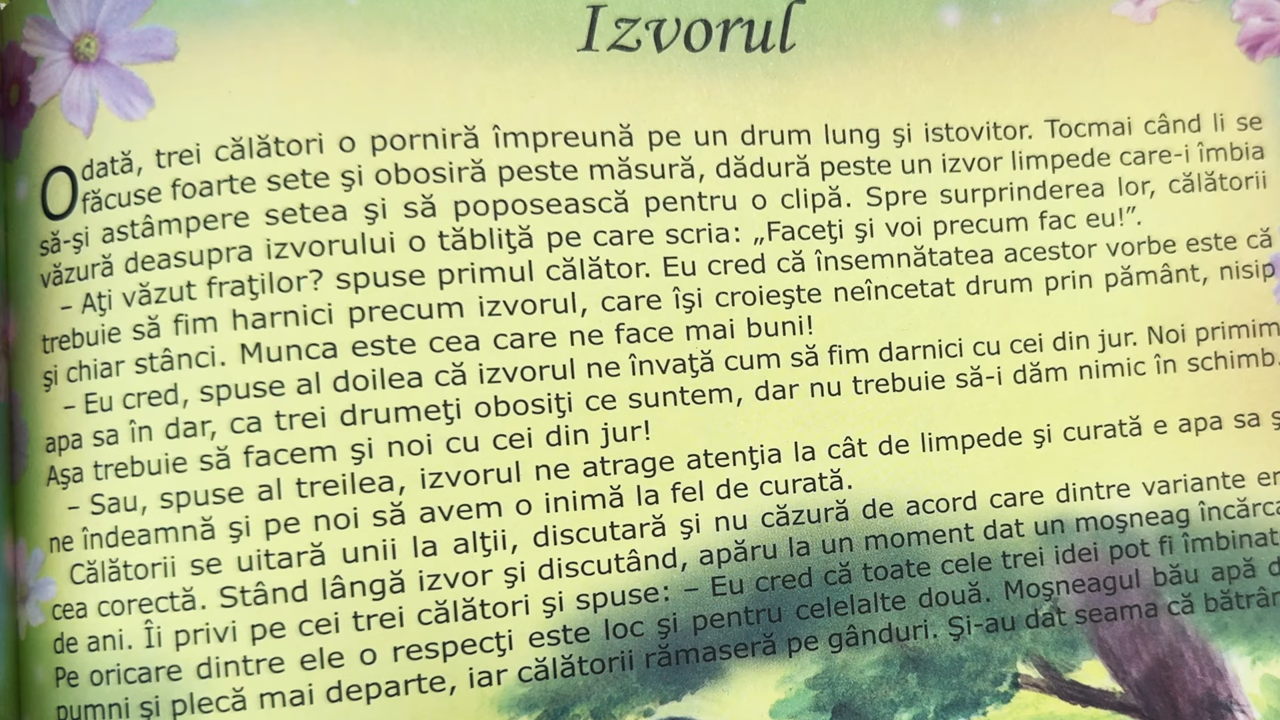 Izvorul
Odată, trei călători o porniră împreună pe un drum lung şi istovitor. Tocmai când li se
făcuse foarte sete şi obosiră peste măsură, dădură peste un izvor limpede care-i îmbia
să-şi astâmpere setea şi să poposească pentru o clipă. Spre surprinderea lor, călătorii
văzură deasupra izvorului o tăbliţă pe care scria: „Faceţi şi voi precum fac eu!”.
– Aţi văzut fraţilor? spuse primul călător. Eu cred că însemnătatea acestor vorbe este că
trebuie să fim harnici precum izvorul, care îşi croieşte neîncetat drum prin pământ, nisip
şi chiar stânci. Munca este cea care ne face mai buni!
– Eu cred, spuse al doilea că izvorul ne învaţă cum să fim darnici cu cei din jur. Noi primim
apa sa în dar, ca trei drumeţi obosiţi ce suntem, dar nu trebuie să-i dăm nimic în schimb.
Aşa trebuie să facem şi noi cu cei din jur!
– Sau, spuse al treilea, izvorul ne atrage atenţia la cât de limpede şi curată e apa sa
ne îndeamnă şi pe noi să avem o inimă la fel de curată.
Călătorii se uitară unii la alţii, discutară şi nu căzură de acord care dintre variante
cea corectă. Stând lângă izvor şi discutând, apăru la un moment dat un moşneag
de ani. Îi privi pe cei trei călători şi spuse: – Eu cred că toate cele trei idei pot fi
Pe oricare dintre ele o respecţi este loc şi pentru celelalte două. Moşneagul bău apă
pumni şi plecă mai departe, iar călătorii rămaseră pe gânduri. Şi-au dat seama că